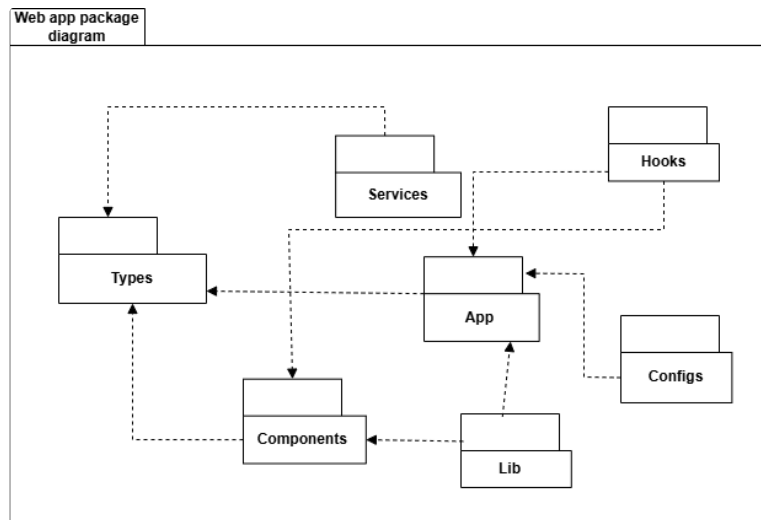 Web app package
diagram
Hooks
Services
Types
App
Configs
Components
Lib